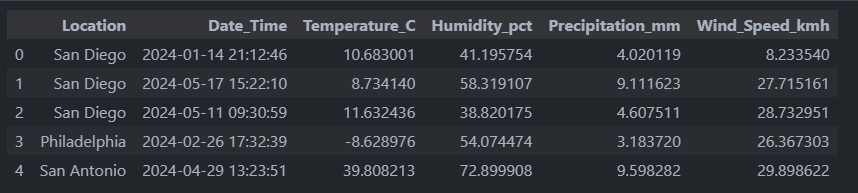 Location Date_Time Temperature_C Humidity_pct Precipitation_mm Wind_Speed_kmh
0 San Diego 2024-01-14 21:12:46 10.683001 41.195754 4.020119 8.233540
1 San Diego 2024-05-17 15:22:10 8.734140 58.319107 9.111623 27.715161
2 San Diego 2024-05-11 09:30:59 11.632436 38.820175 4.607511 28.732951
3 Philadelphia 2024-02-26 17:32:39 -8.628976 54.074474 3.183720 26.367303
4 San Antonio 2024-04-29 13:23:51 39.808213 72.899908 9.598282 29.898622